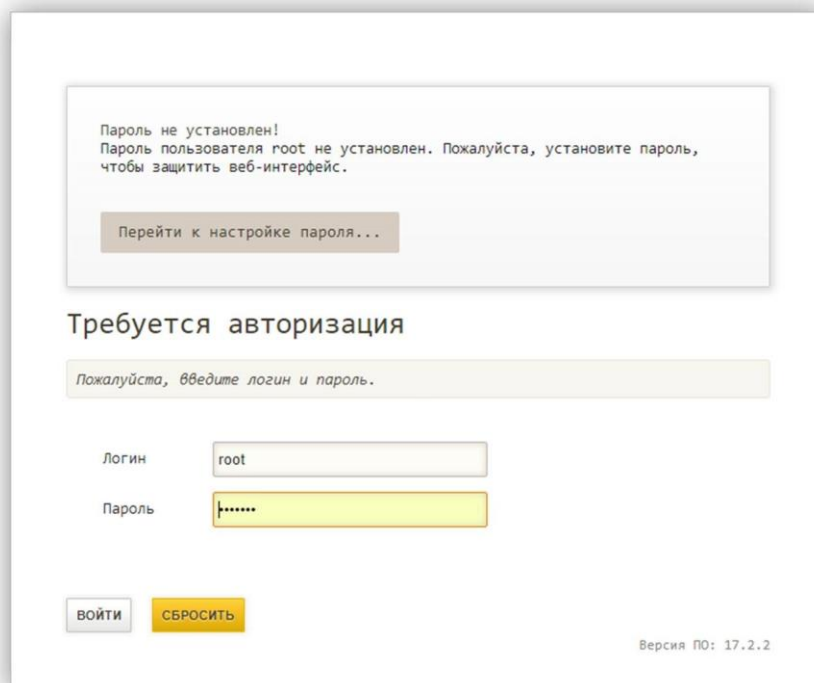 Пароль не установлен!
Пароль пользователя root не установлен. Пожалуйста, установите пароль,
чтобы защитить веб-интерфейс.
Перейти к настройке пароля...
Требуется авторизация
Пожалуйста, введите логин и пароль.
Логин root
Пароль •••••••
ВОЙТИ СБРОСИТЬ
Версия ПО: 17.2.2